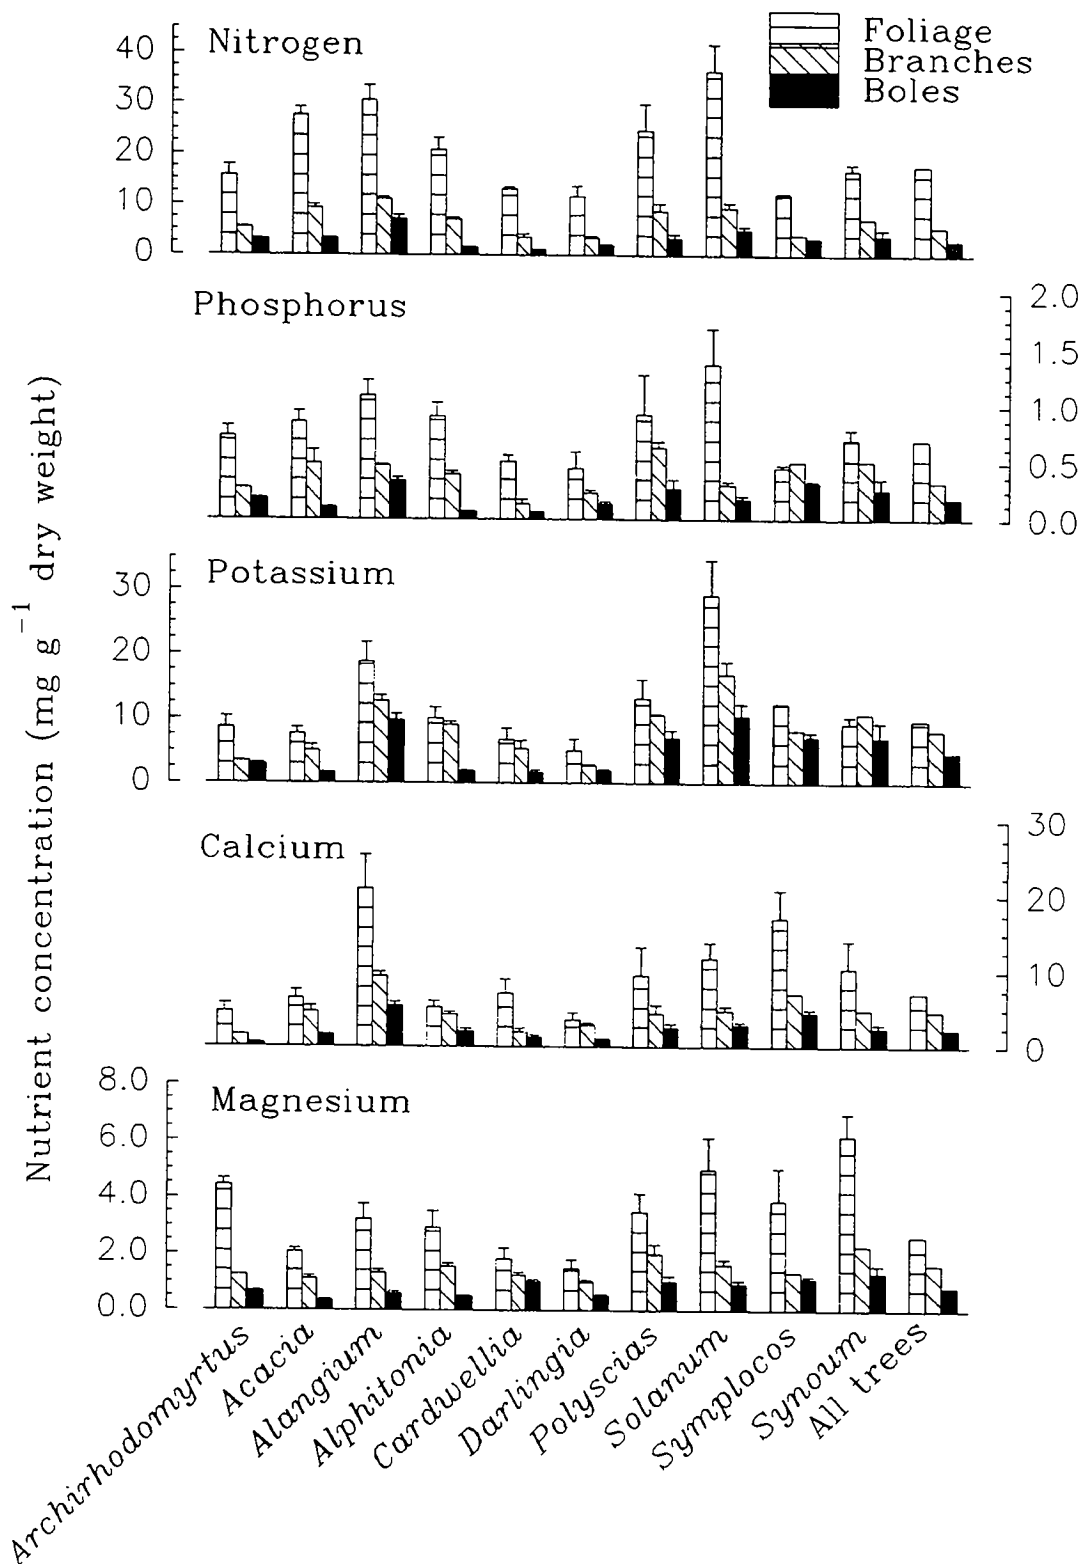 Nitrogen
Foliage
Branches
Boles
40
30
20
10
0
Phosphorus
2.0
1.5
1.0
0.5
0.0
Potassium
30
20
10
0
Calcium
30
20
10
0
Magnesium
8.0
6.0
4.0
2.0
0.0
Nutrient concentration (mg g⁻¹ dry weight)
Archirhodomyrtus
Acacia
Alangium
Alphitonia
Cardwellia
Darlingia
Polyscias
Solanum
Symplocos
Synoum
All trees